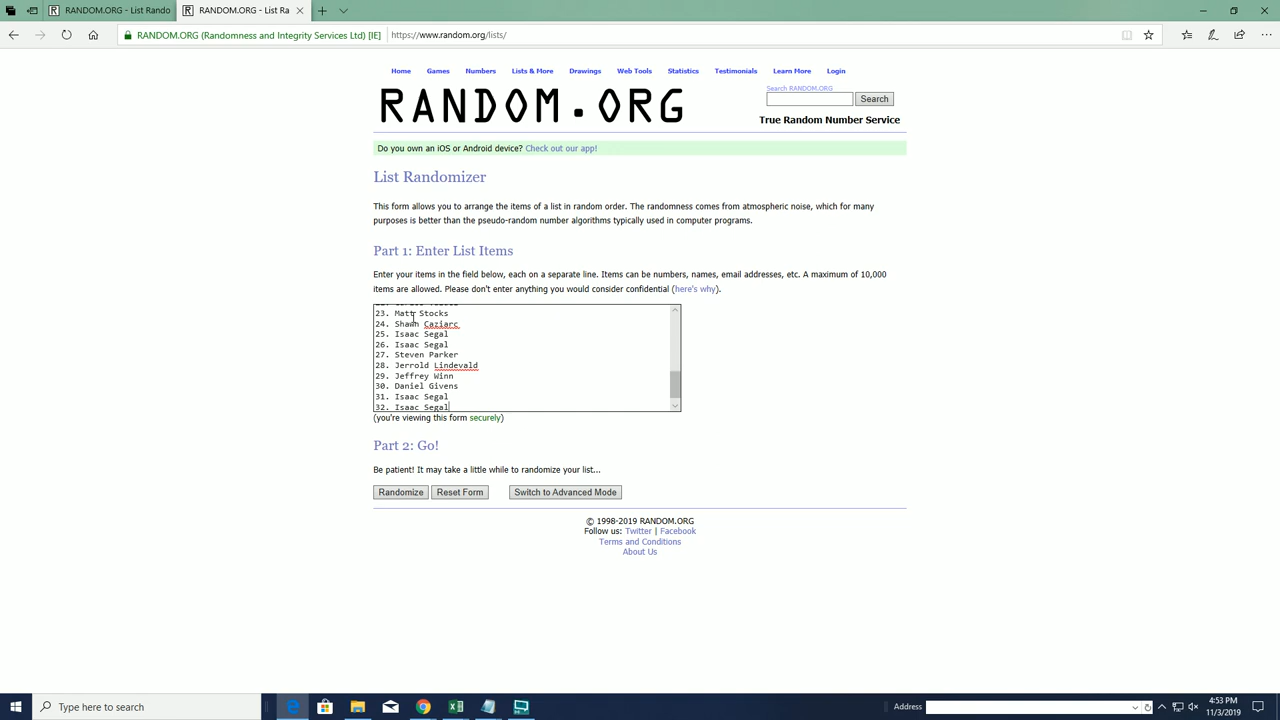 RANDOM.ORG - List Rando
RANDOM.ORG - List Ra
RANDOM.ORG (Randomness and Integrity Services Ltd) [IE]
https://www.random.org/lists/
Home Games Numbers Lists & More Drawings Web Tools Statistics Testimonials Learn More Login
RANDOM.ORG
Search RANDOM.ORG
Search
True Random Number Service
Do you own an iOS or Android device? Check out our app!
List Randomizer
This form allows you to arrange the items of a list in random order. The randomness comes from atmospheric noise, which for many
purposes is better than the pseudo-random number algorithms typically used in computer programs.
Part 1: Enter List Items
Enter your items in the field below, each on a separate line. Items can be numbers, names, email addresses, etc. A maximum of 10,000
items are allowed. Please don't enter anything you would consider confidential (here's why).
23. Matt Stocks
24. Shawn Caziarc
25. Isaac Segal
26. Isaac Segal
27. Steven Parker
28. Jerrold Lindevald
29. Jeffrey Winn
30. Daniel Givens
31. Isaac Segal
32. Isaac Segal
(you're viewing this form securely)
Part 2: Go!
Be patient! It may take a little while to randomize your list...
Randomize Reset Form Switch to Advanced Mode
© 1998-2019 RANDOM.ORG
Follow us: Twitter | Facebook
Terms and Conditions
About Us
Type here to search
Address
4:53 PM
11/3/2019